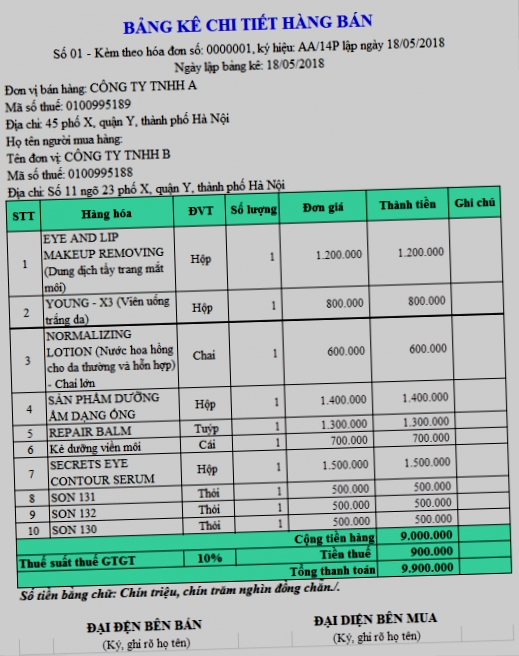 BẢNG KÊ CHI TIẾT HÀNG BÁN
Số 01 - Kèm theo hóa đơn số: 0000001, ký hiệu: AA/14P lập ngày 18/05/2018
Ngày lập bảng kê: 18/05/2018
Đơn vị bán hàng: CÔNG TY TNHH A
Mã số thuế: 0100995189
Địa chỉ: 45 phố X, quận Y, thành phố Hà Nội
Họ tên người mua hàng:
Tên đơn vị: CÔNG TY TNHH B
Mã số thuế: 0100995188
Địa chỉ: Số 11 ngõ 23 phố X, quận Y, thành phố Hà Nội
STT Hàng hóa ĐVT Số lượng Đơn giá Thành tiền Ghi chú
EYE AND LIP
MAKEUP REMOVING
1 (Dung dịch tẩy trang mắt Hộp 1 1.200.000 1.200.000
môi)
2 YOUNG - X3 (Viên uống Hộp 1 800.000 800.000
trắng da)
NORMALIZING
LOTION (Nước hoa hồng
3 cho da thường và hỗn hợp) Chai 1 600.000 600.000
- Chai lớn
4 SẢN PHẨM DƯỠNG Hộp 1 1.400.000 1.400.000
ẨM DẠNG ỐNG
5 REPAIR BALM Tuýp 1 1.300.000 1.300.000
6 Kẻ dưỡng viền môi Cái 1 700.000 700.000
7 SECRETS EYE Hộp 1 1.500.000 1.500.000
CONTOUR SERUM
8 SON 131 Thỏi 1 500.000 500.000
9 SON 132 Thỏi 1 500.000 500.000
10 SON 130 Thỏi 1 500.000 500.000
Cộng tiền hàng 9.000.000
Thuế suất thuế GTGT 10% Tiền thuế 900.000
Tổng thanh toán 9.900.000
Số tiền bằng chữ: Chín triệu, chín trăm nghìn đồng chẵn./.
ĐẠI ĐỆN BÊN BÁN ĐẠI DIỆN BÊN MUA
(Ký, ghi rõ họ tên) (Ký, ghi rõ họ tên)